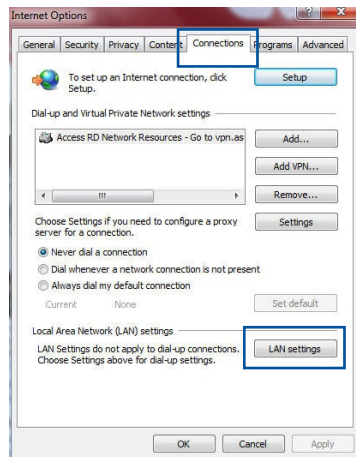 Internet Options
General Security Privacy Content Connections Programs Advanced
To set up an Internet connection, click Setup.
Setup
Dial-up and Virtual Private Network settings
Access RD Network Resources - Go to vpn.as
Add...
Add VPN...
Remove...
Choose Settings if you need to configure a proxy
server for a connection.
Settings
Never dial a connection
Dial whenever a network connection is not present
Always dial my default connection
Current None
Set default
Local Area Network (LAN) settings
LAN Settings do not apply to dial-up connections.
Choose Settings above for dial-up settings.
LAN settings
OK Cancel Apply